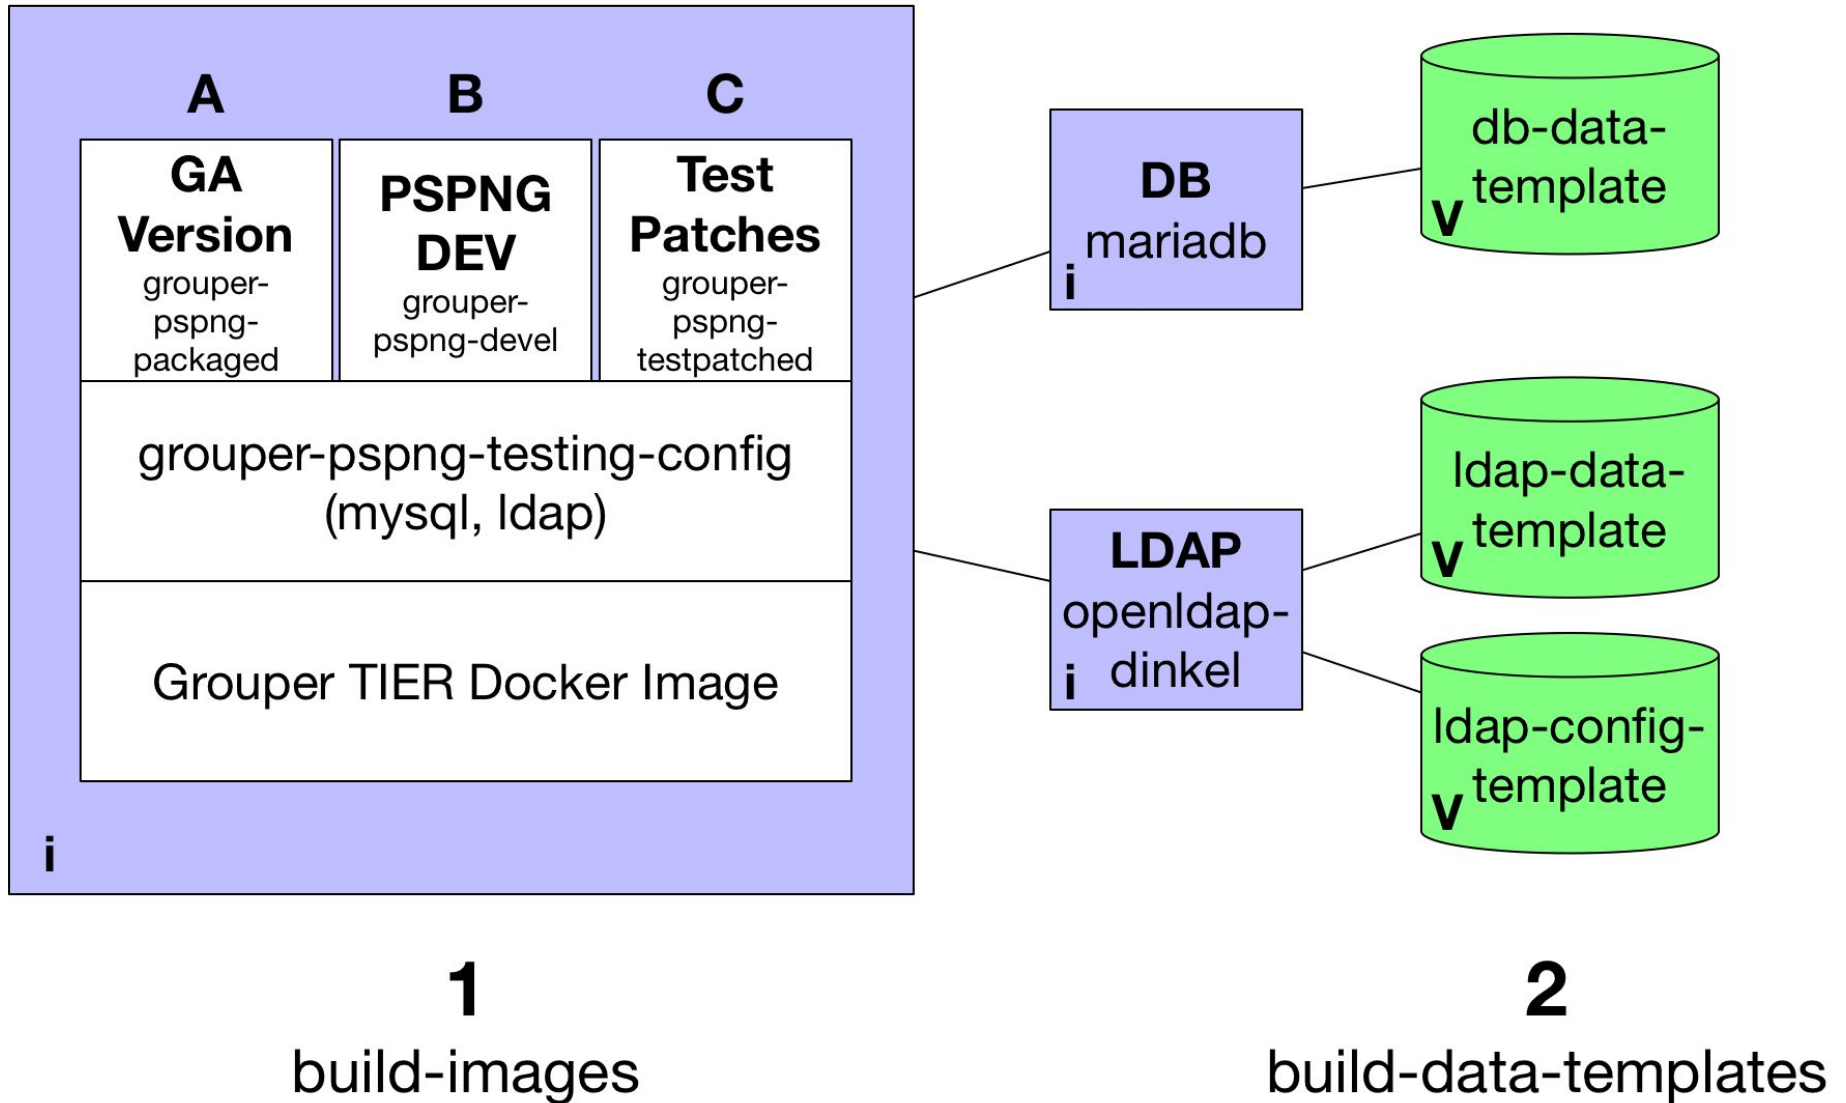 A
B
C
GA
Version
grouper-
pspng-
packaged
PSPNG
DEV
grouper-
pspng-devel
Test
Patches
grouper-
pspng-
testpatched
grouper-pspng-testing-config
(mysql, ldap)
Grouper TIER Docker Image
i
DB
mariadb
i
LDAP
openldap-
dinkel
i
db-data-
template
V
ldap-data-
template
V
ldap-config-
template
V
1
build-images
2
build-data-templates